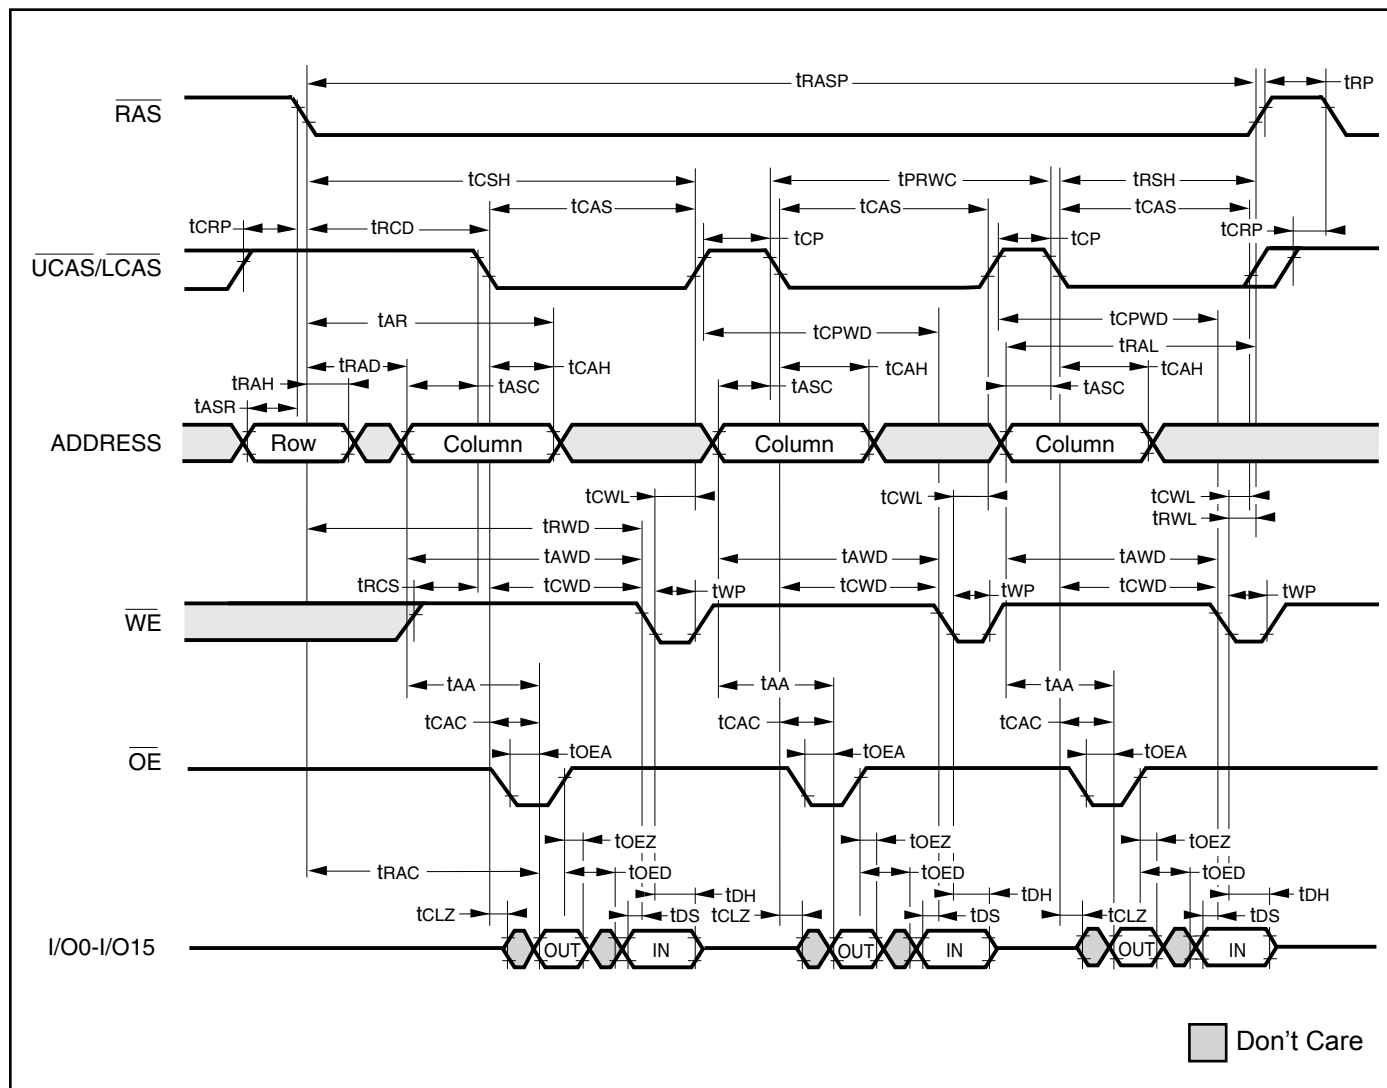 tRASP
tRP
RAS
tCSH
tPRWC
tRSH
tCAS
tCAS
tCAS
tCRP
tRCD
tCP
tCP
tCRP
UCAS/LCAS
tAR
tCPWD
tCPWD
tRAL
tRAD
tCAH
tCAH
tCAH
tRAH
tASC
tASC
tASC
tASR
ADDRESS
Row
Column
Column
Column
tCWL
tCWL
tCWL
tRWL
tRWD
tAWD
tAWD
tAWD
tRCS
tCWD
tWP
tCWD
tWP
tCWD
tWP
WE
tAA
tAA
tAA
tCAC
tCAC
tCAC
tOEA
tOEA
tOEA
OE
tOEZ
tOEZ
tOEZ
tRAC
tOED
tOED
tOED
tDH
tDH
tDH
tCLZ
tDS
tCLZ
tDS
tCLZ
tDS
I/O0-I/O15
OUT
IN
OUT
IN
OUT
IN
Don't Care